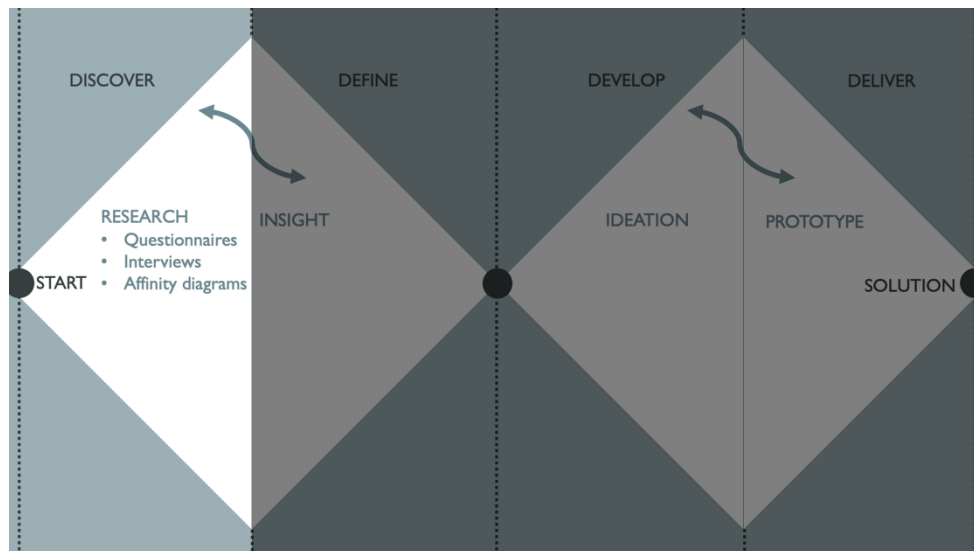 DISCOVER
DEFINE
DEVELOP
DELIVER
RESEARCH
• Questionnaires
• Interviews
• Affinity diagrams
START
INSIGHT
IDEATION
PROTOTYPE
SOLUTION